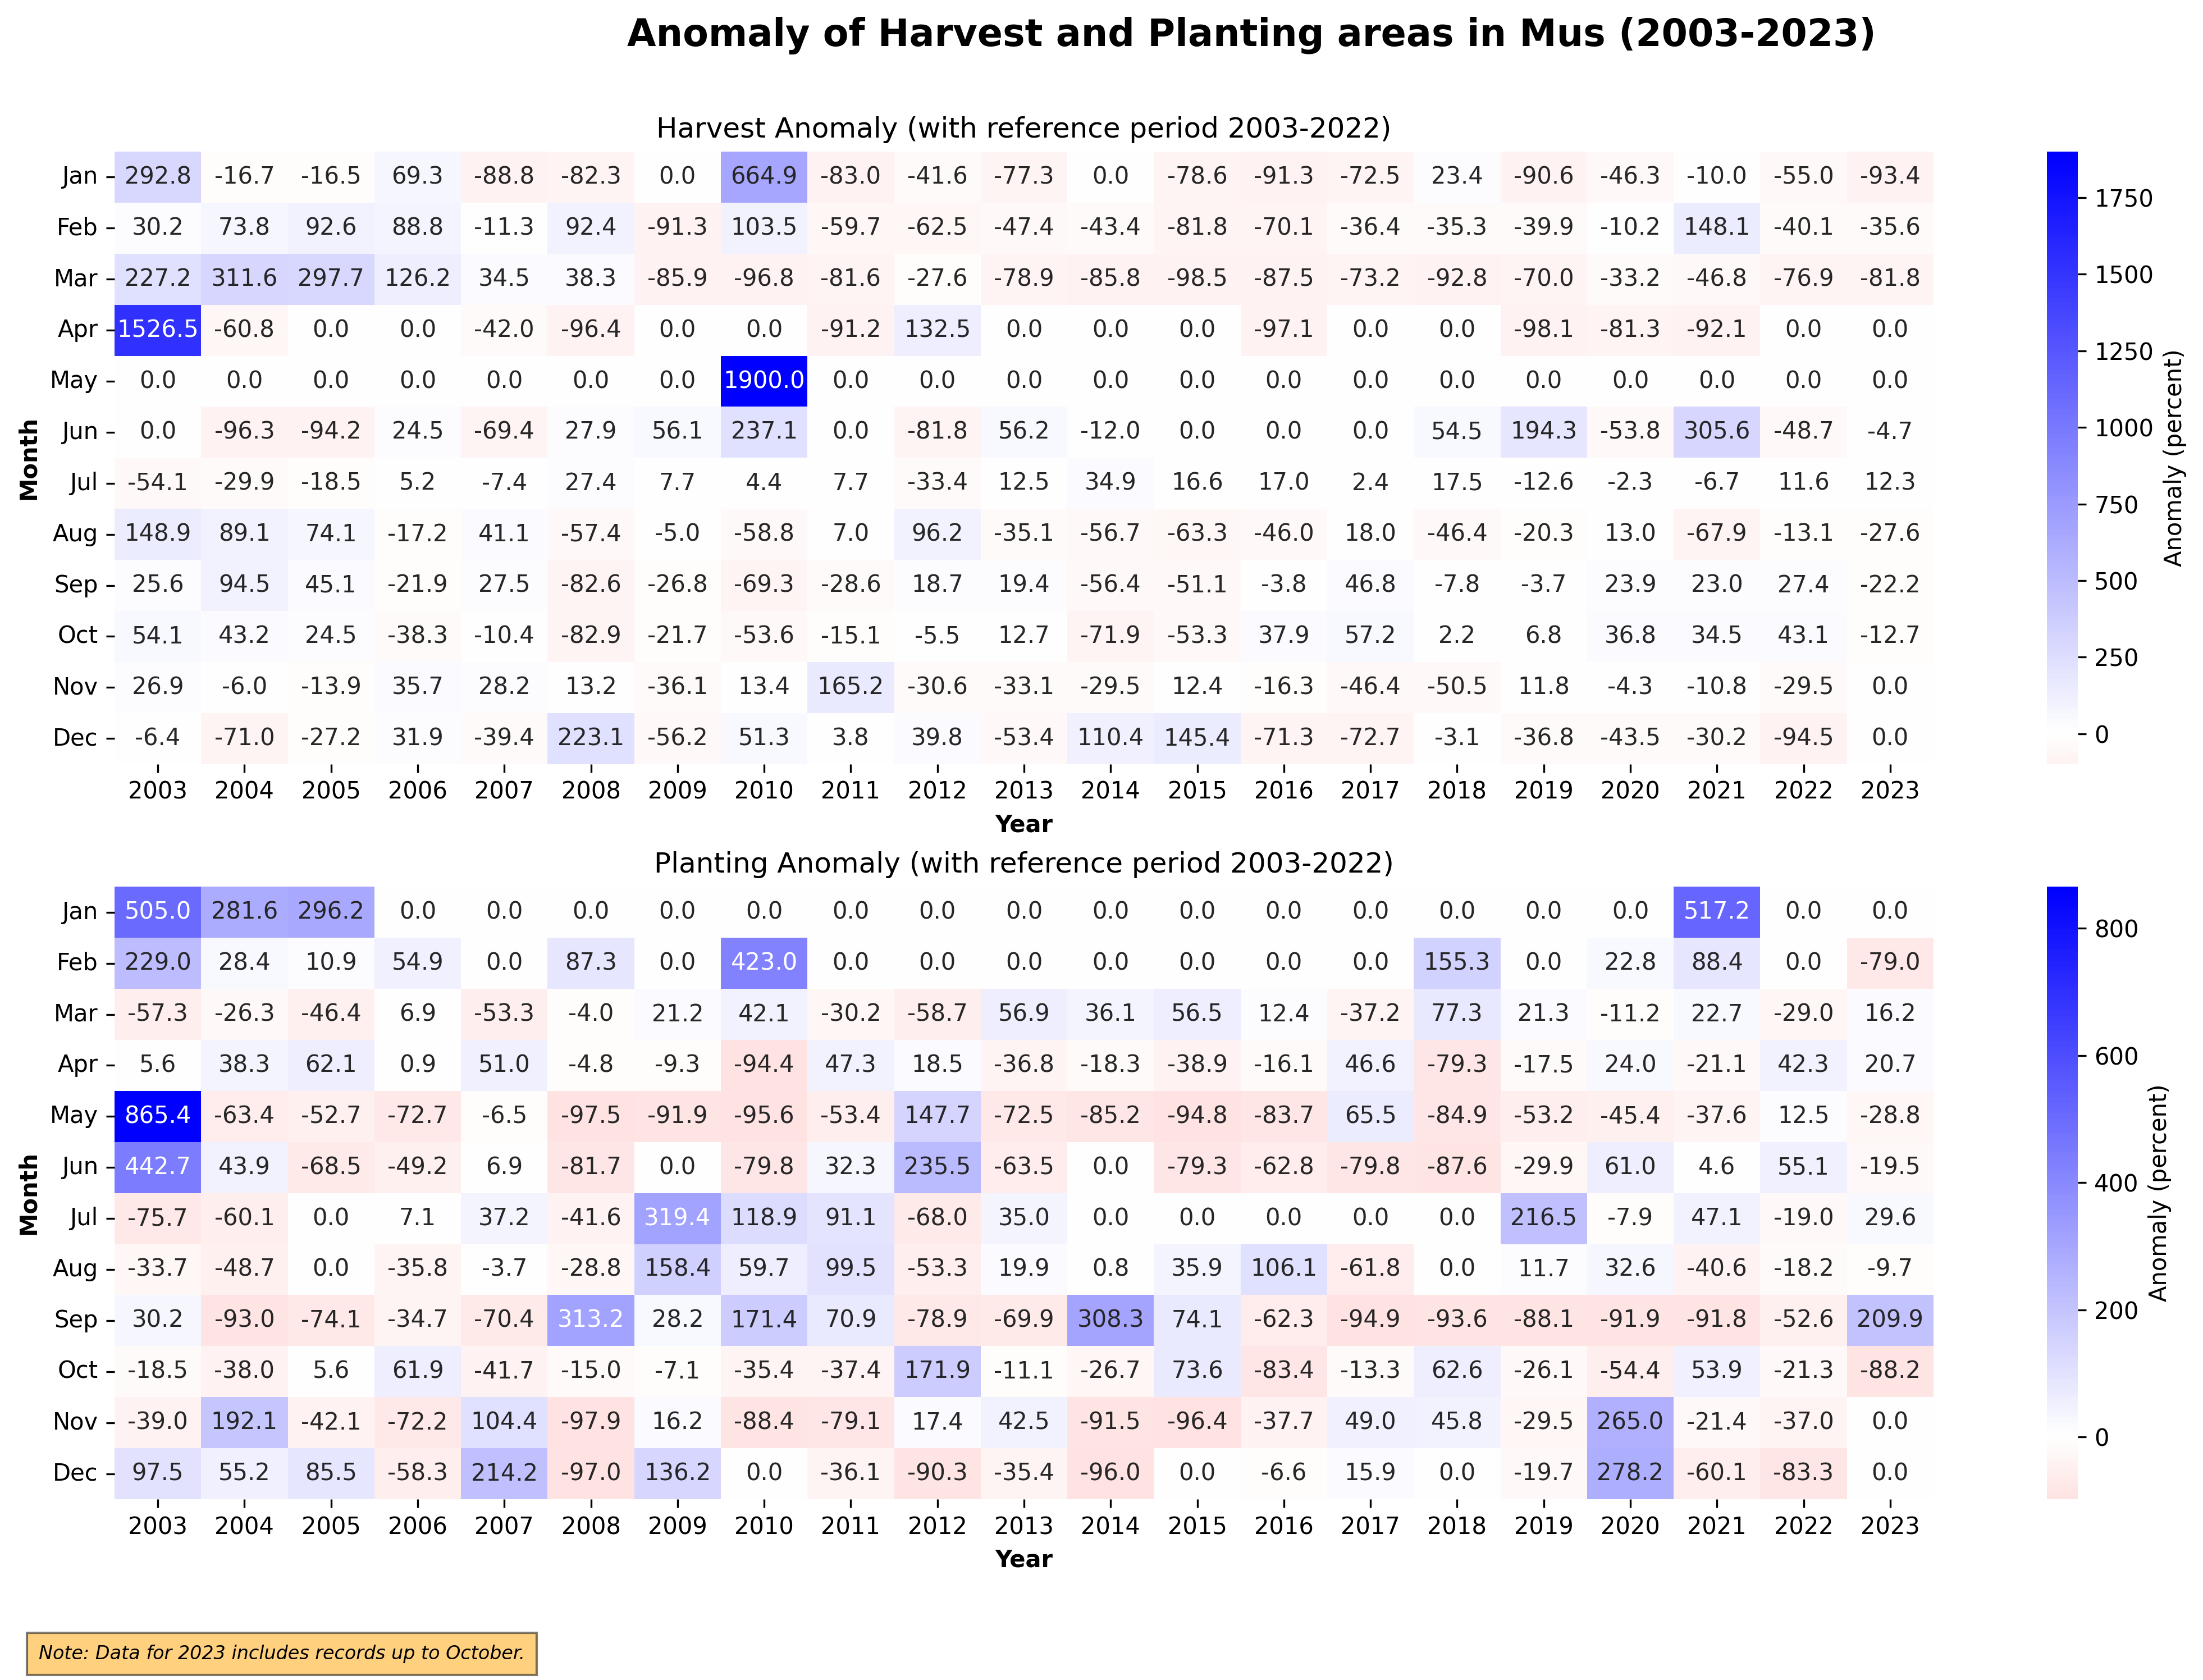 Anomaly of Harvest and Planting areas in Mus (2003-2023)
Harvest Anomaly (with reference period 2003-2022)
Jan 292.8 -16.7 -16.5 69.3 -88.8 -82.3 0.0 664.9 -83.0 -41.6 -77.3 0.0 -78.6 -91.3 -72.5 23.4 -90.6 -46.3 -10.0 -55.0 -93.4
Feb 30.2 73.8 92.6 88.8 -11.3 92.4 -91.3 103.5 -59.7 -62.5 -47.4 -43.4 -81.8 -70.1 -36.4 -35.3 -39.9 -10.2 148.1 -40.1 -35.6
Mar 227.2 311.6 297.7 126.2 34.5 38.3 -85.9 -96.8 -81.6 -27.6 -78.9 -85.8 -98.5 -87.5 -73.2 -92.8 -70.0 -33.2 -46.8 -76.9 -81.8
Apr 1526.5 -60.8 0.0 0.0 -42.0 -96.4 0.0 0.0 -91.2 132.5 0.0 0.0 0.0 -97.1 0.0 0.0 -98.1 -81.3 -92.1 0.0 0.0
May 0.0 0.0 0.0 0.0 0.0 0.0 0.0 1900.0 0.0 0.0 0.0 0.0 0.0 0.0 0.0 0.0 0.0 0.0 0.0 0.0 0.0
Jun 0.0 -96.3 -94.2 24.5 -69.4 27.9 56.1 237.1 0.0 -81.8 56.2 -12.0 0.0 0.0 0.0 54.5 194.3 -53.8 305.6 -48.7 -4.7
Jul -54.1 -29.9 -18.5 5.2 -7.4 27.4 7.7 4.4 7.7 -33.4 12.5 34.9 16.6 17.0 2.4 17.5 -12.6 -2.3 -6.7 11.6 12.3
Aug 148.9 89.1 74.1 -17.2 41.1 -57.4 -5.0 -58.8 7.0 96.2 -35.1 -56.7 -63.3 -46.0 18.0 -46.4 -20.3 13.0 -67.9 -13.1 -27.6
Sep 25.6 94.5 45.1 -21.9 27.5 -82.6 -26.8 -69.3 -28.6 18.7 19.4 -56.4 -51.1 -3.8 46.8 -7.8 -3.7 23.9 23.0 27.4 -22.2
Oct 54.1 43.2 24.5 -38.3 -10.4 -82.9 -21.7 -53.6 -15.1 -5.5 12.7 -71.9 -53.3 37.9 57.2 2.2 6.8 36.8 34.5 43.1 -12.7
Nov 26.9 -6.0 -13.9 35.7 28.2 13.2 -36.1 13.4 165.2 -30.6 -33.1 -29.5 12.4 -16.3 -46.4 -50.5 11.8 -4.3 -10.8 -29.5 0.0
Dec -6.4 -71.0 -27.2 31.9 -39.4 223.1 -56.2 51.3 3.8 39.8 -53.4 110.4 145.4 -71.3 -72.7 -3.1 -36.8 -43.5 -30.2 -94.5 0.0
2003 2004 2005 2006 2007 2008 2009 2010 2011 2012 2013 2014 2015 2016 2017 2018 2019 2020 2021 2022 2023
Year
Month
1750
1500
1250
1000
750
500
250
0
Anomaly (percent)
Planting Anomaly (with reference period 2003-2022)
Jan 505.0 281.6 296.2 0.0 0.0 0.0 0.0 0.0 0.0 0.0 0.0 0.0 0.0 0.0 0.0 0.0 0.0 0.0 517.2 0.0 0.0
Feb 229.0 28.4 10.9 54.9 0.0 87.3 0.0 423.0 0.0 0.0 0.0 0.0 0.0 0.0 0.0 155.3 0.0 22.8 88.4 0.0 -79.0
Mar -57.3 -26.3 -46.4 6.9 -53.3 -4.0 21.2 42.1 -30.2 -58.7 56.9 36.1 56.5 12.4 -37.2 77.3 21.3 -11.2 22.7 -29.0 16.2
Apr 5.6 38.3 62.1 0.9 51.0 -4.8 -9.3 -94.4 47.3 18.5 -36.8 -18.3 -38.9 -16.1 46.6 -79.3 -17.5 24.0 -21.1 42.3 20.7
May 865.4 -63.4 -52.7 -72.7 -6.5 -97.5 -91.9 -95.6 -53.4 147.7 -72.5 -85.2 -94.8 -83.7 65.5 -84.9 -53.2 -45.4 -37.6 12.5 -28.8
Jun 442.7 43.9 -68.5 -49.2 6.9 -81.7 0.0 -79.8 32.3 235.5 -63.5 0.0 -79.3 -62.8 -79.8 -87.6 -29.9 61.0 4.6 55.1 -19.5
Jul -75.7 -60.1 0.0 7.1 37.2 -41.6 319.4 118.9 91.1 -68.0 35.0 0.0 0.0 0.0 0.0 0.0 216.5 -7.9 47.1 -19.0 29.6
Aug -33.7 -48.7 0.0 -35.8 -3.7 -28.8 158.4 59.7 99.5 -53.3 19.9 0.8 35.9 106.1 -61.8 0.0 11.7 32.6 -40.6 -18.2 -9.7
Sep 30.2 -93.0 -74.1 -34.7 -70.4 313.2 28.2 171.4 70.9 -78.9 -69.9 308.3 74.1 -62.3 -94.9 -93.6 -88.1 -91.9 -91.8 -52.6 209.9
Oct -18.5 -38.0 5.6 61.9 -41.7 -15.0 -7.1 -35.4 -37.4 171.9 -11.1 -26.7 73.6 -83.4 -13.3 62.6 -26.1 -54.4 53.9 -21.3 -88.2
Nov -39.0 192.1 -42.1 -72.2 104.4 -97.9 16.2 -88.4 -79.1 17.4 42.5 -91.5 -96.4 -37.7 49.0 45.8 -29.5 265.0 -21.4 -37.0 0.0
Dec 97.5 55.2 85.5 -58.3 214.2 -97.0 136.2 0.0 -36.1 -90.3 -35.4 -96.0 0.0 -6.6 15.9 0.0 -19.7 278.2 -60.1 -83.3 0.0
2003 2004 2005 2006 2007 2008 2009 2010 2011 2012 2013 2014 2015 2016 2017 2018 2019 2020 2021 2022 2023
Year
Month
800
600
400
200
0
Anomaly (percent)
Note: Data for 2023 includes records up to October.